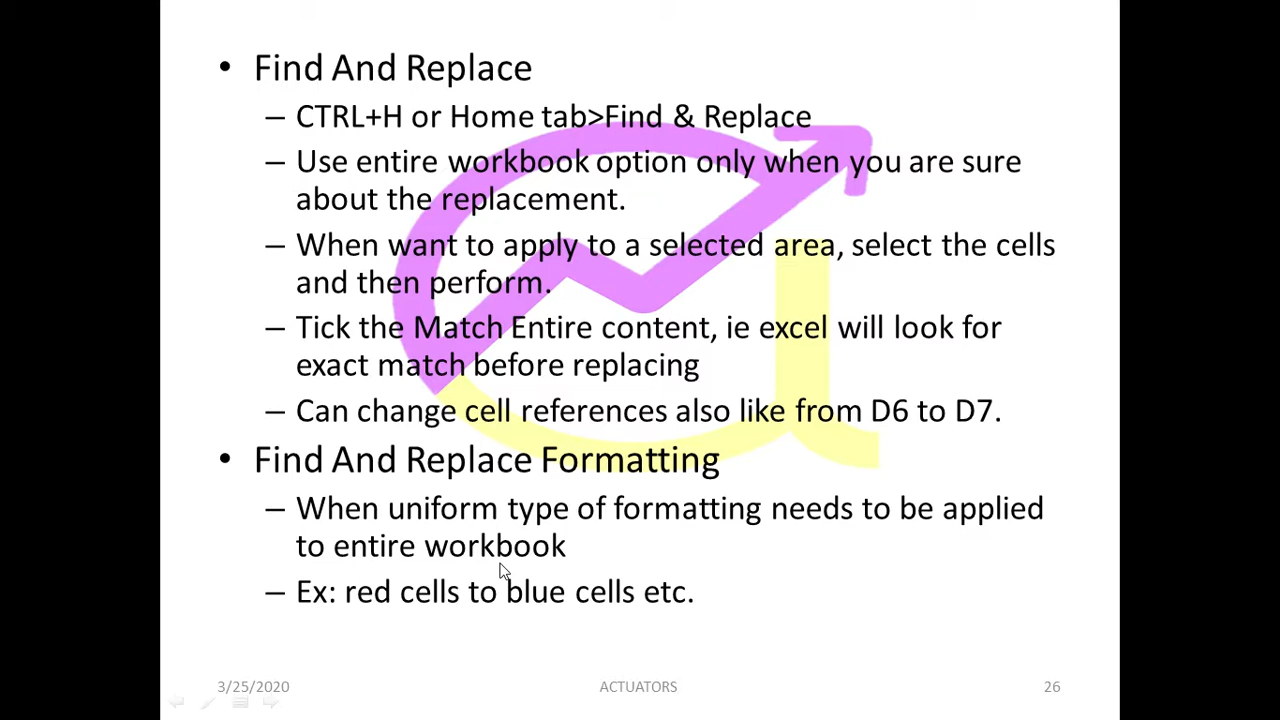 • Find And Replace
– CTRL+H or Home tab>Find & Replace
– Use entire workbook option only when you are sure
about the replacement.
– When want to apply to a selected area, select the cells
and then perform.
– Tick the Match Entire content, ie excel will look for
exact match before replacing
– Can change cell references also like from D6 to D7.
• Find And Replace Formatting
– When uniform type of formatting needs to be applied
to entire workbook
– Ex: red cells to blue cells etc.
3/25/2020 ACTUATORS 26